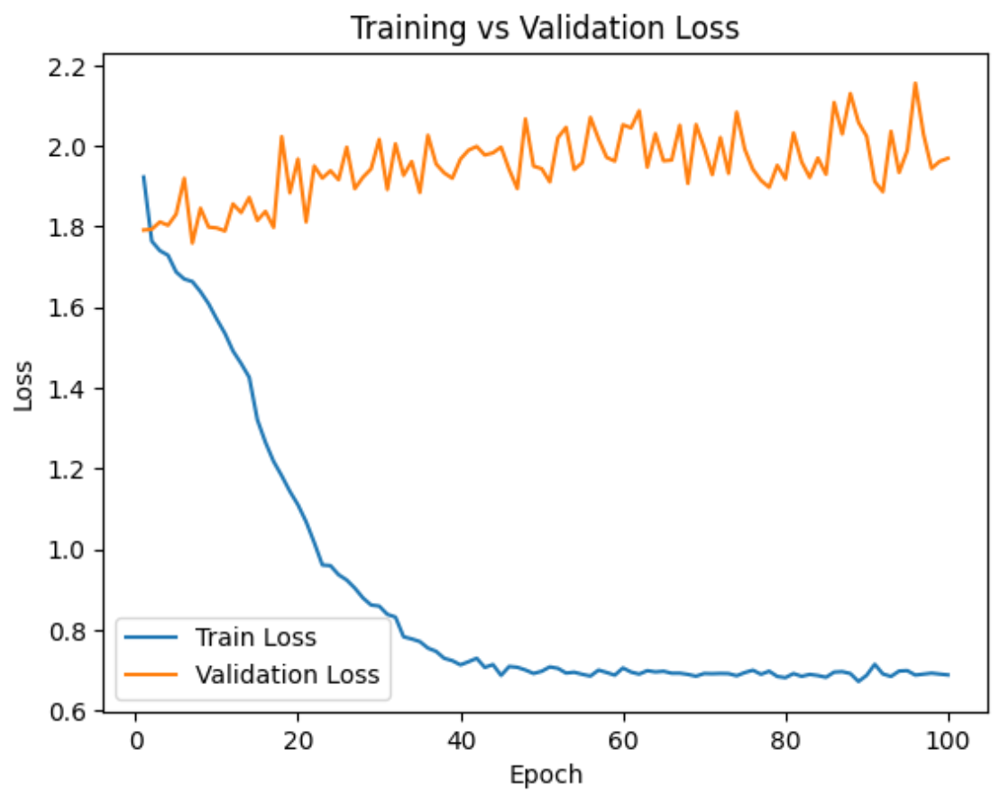 Training vs Validation Loss
2.2
2.0
1.8
1.6
1.4
1.2
1.0
0.8
0.6
Loss
Train Loss
Validation Loss
0 20 40 60 80 100
Epoch